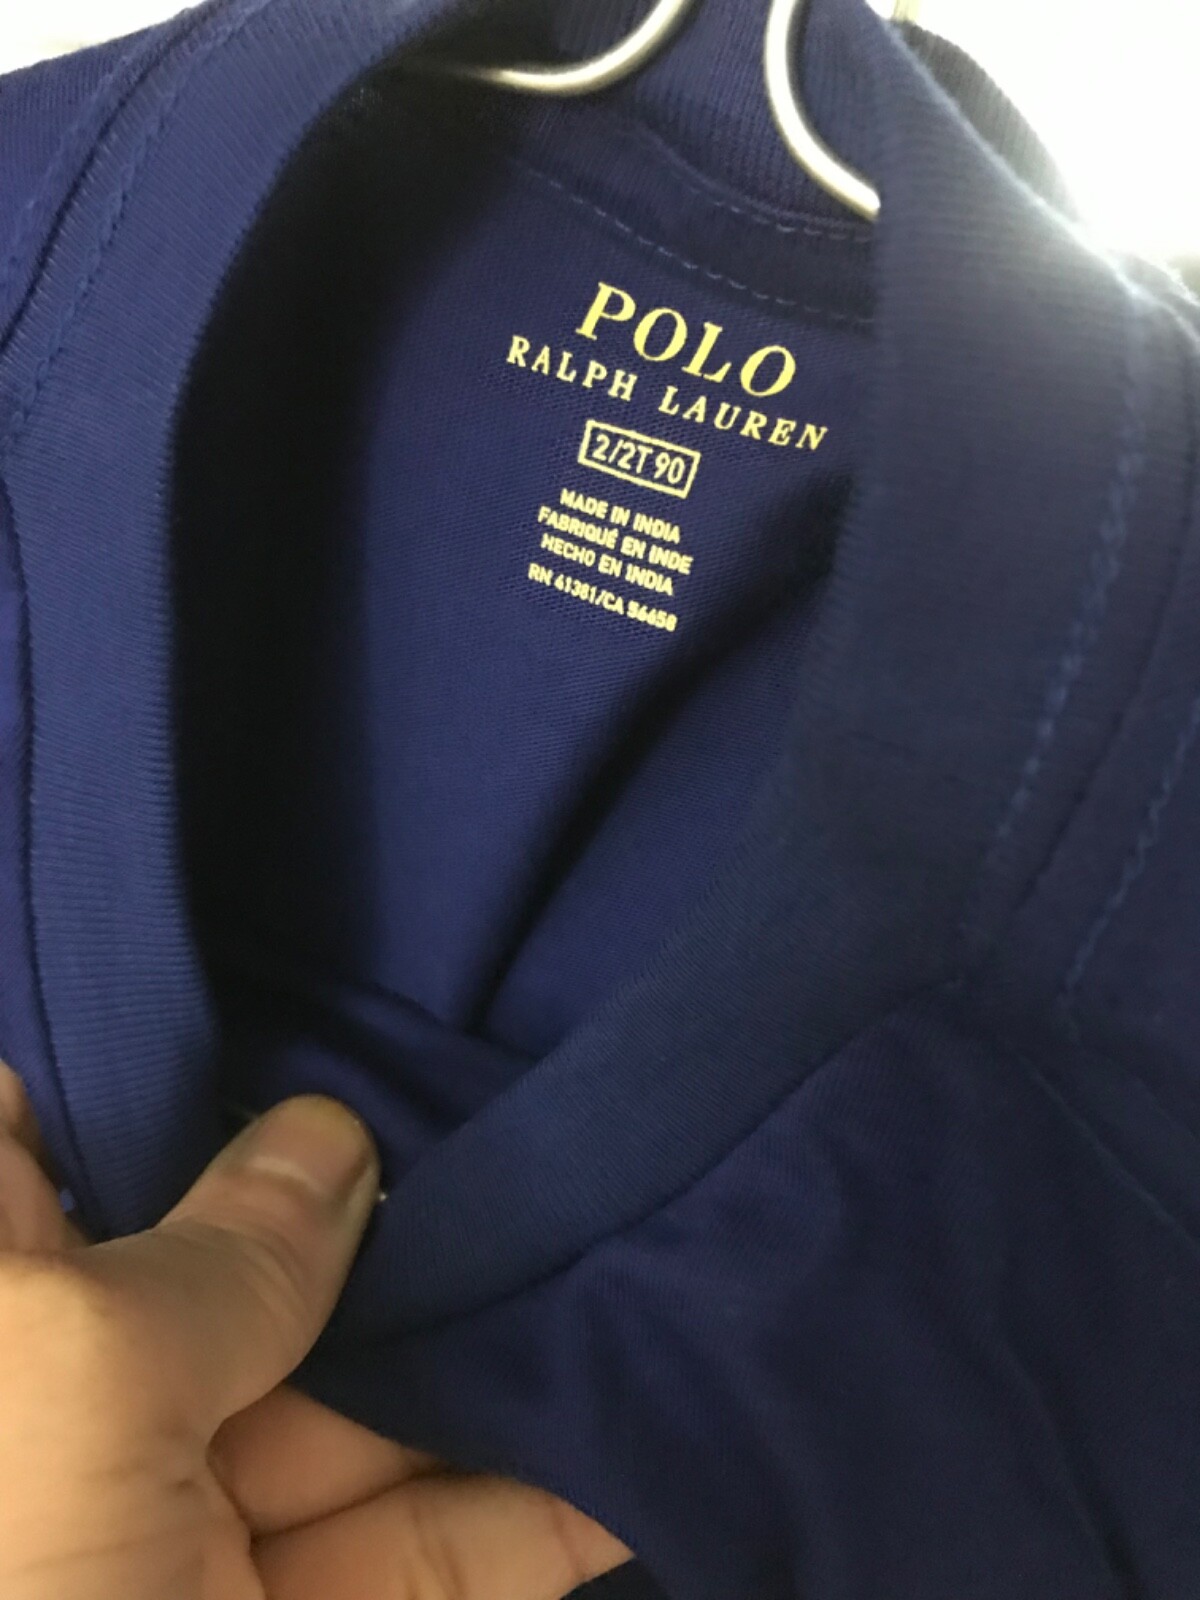 POLO
RALPH LAUREN
2/2T 90
MADE IN INDIA
FABRIQUÉ EN INDE
HECHO EN INDIA
RN 41381/CA 56658